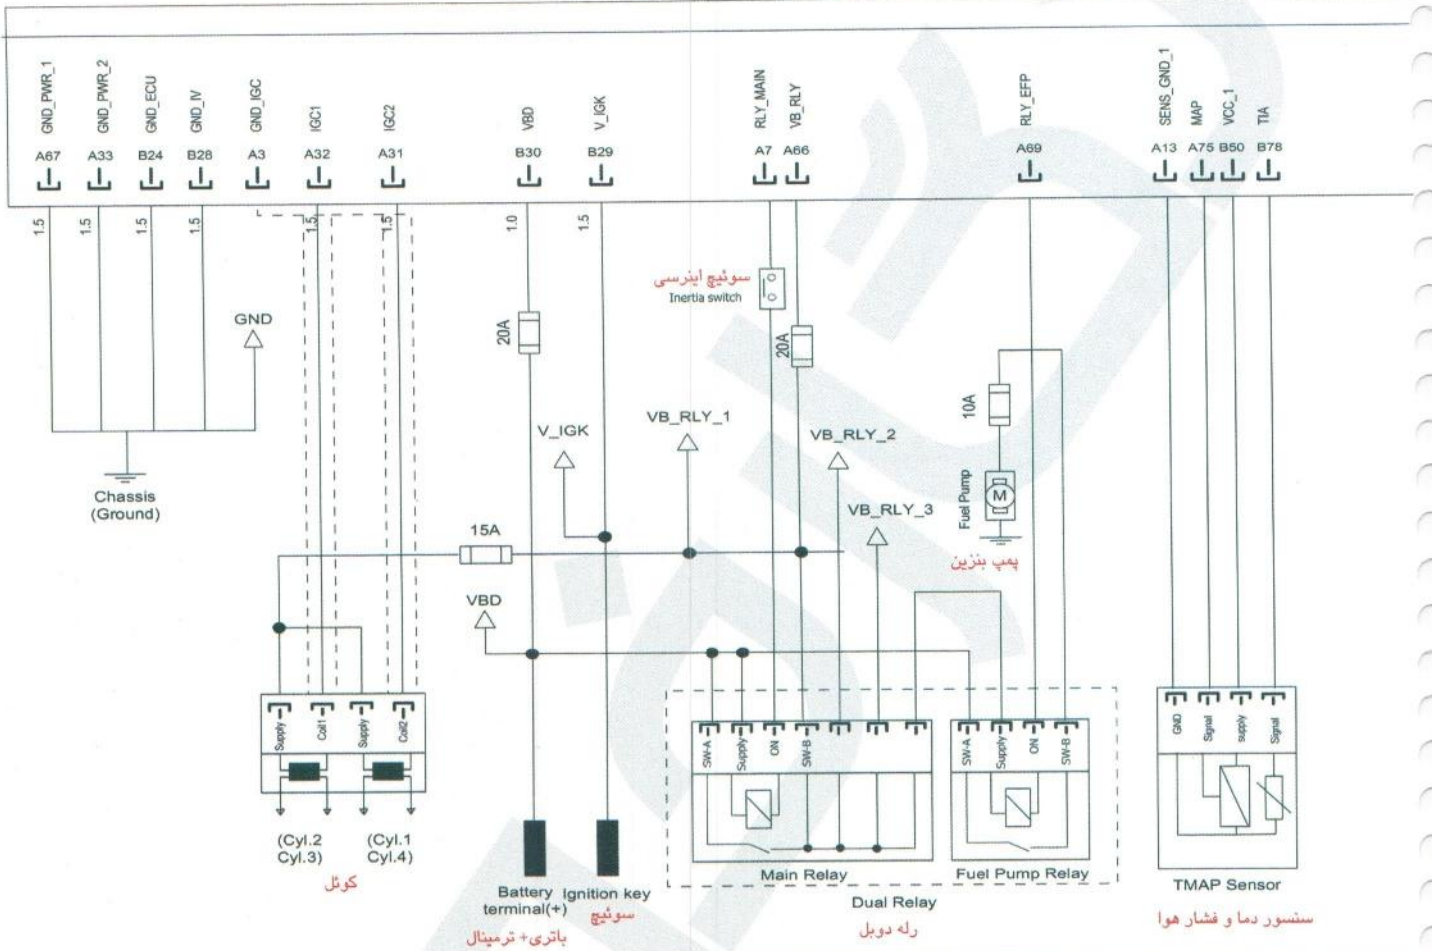 GND_PWR_1
GND_PWR_2
GND_ECU
GND_IV
GND_IGC
IGC1
IGC2
VBD
V_IGK
RLY_MAIN
VB_RLY
RLY_EFP
SENS_GND_1
MAP
VCC_1
TIA
A67
A33
B24
B28
A3
A32
A31
B30
B29
A7
A66
A69
A13
A75
B50
B78
1.5
1.5
1.5
1.5
1.5
1.5
1.0
1.5
سوئیچ اینرسی
Inertia switch
GND
20A
20A
10A
V_IGK
VB_RLY_1
VB_RLY_2
VB_RLY_3
Fuel Pump
M
پمپ بنزین
Chassis
(Ground)
15A
VBD
Supply
Coil1
Supply
Coil2
SW-A
Supply
ON
SW-B
SW-A
Supply
ON
SW-B
GND
Signal
supply
Signal
(Cyl.2
Cyl.3)
(Cyl.1
Cyl.4)
کوئل
Battery
terminal(+)
باتری+ ترمینال
Ignition key
سوئیچ
Main Relay
Fuel Pump Relay
Dual Relay
رله دوبل
TMAP Sensor
سنسور دما و فشار هوا